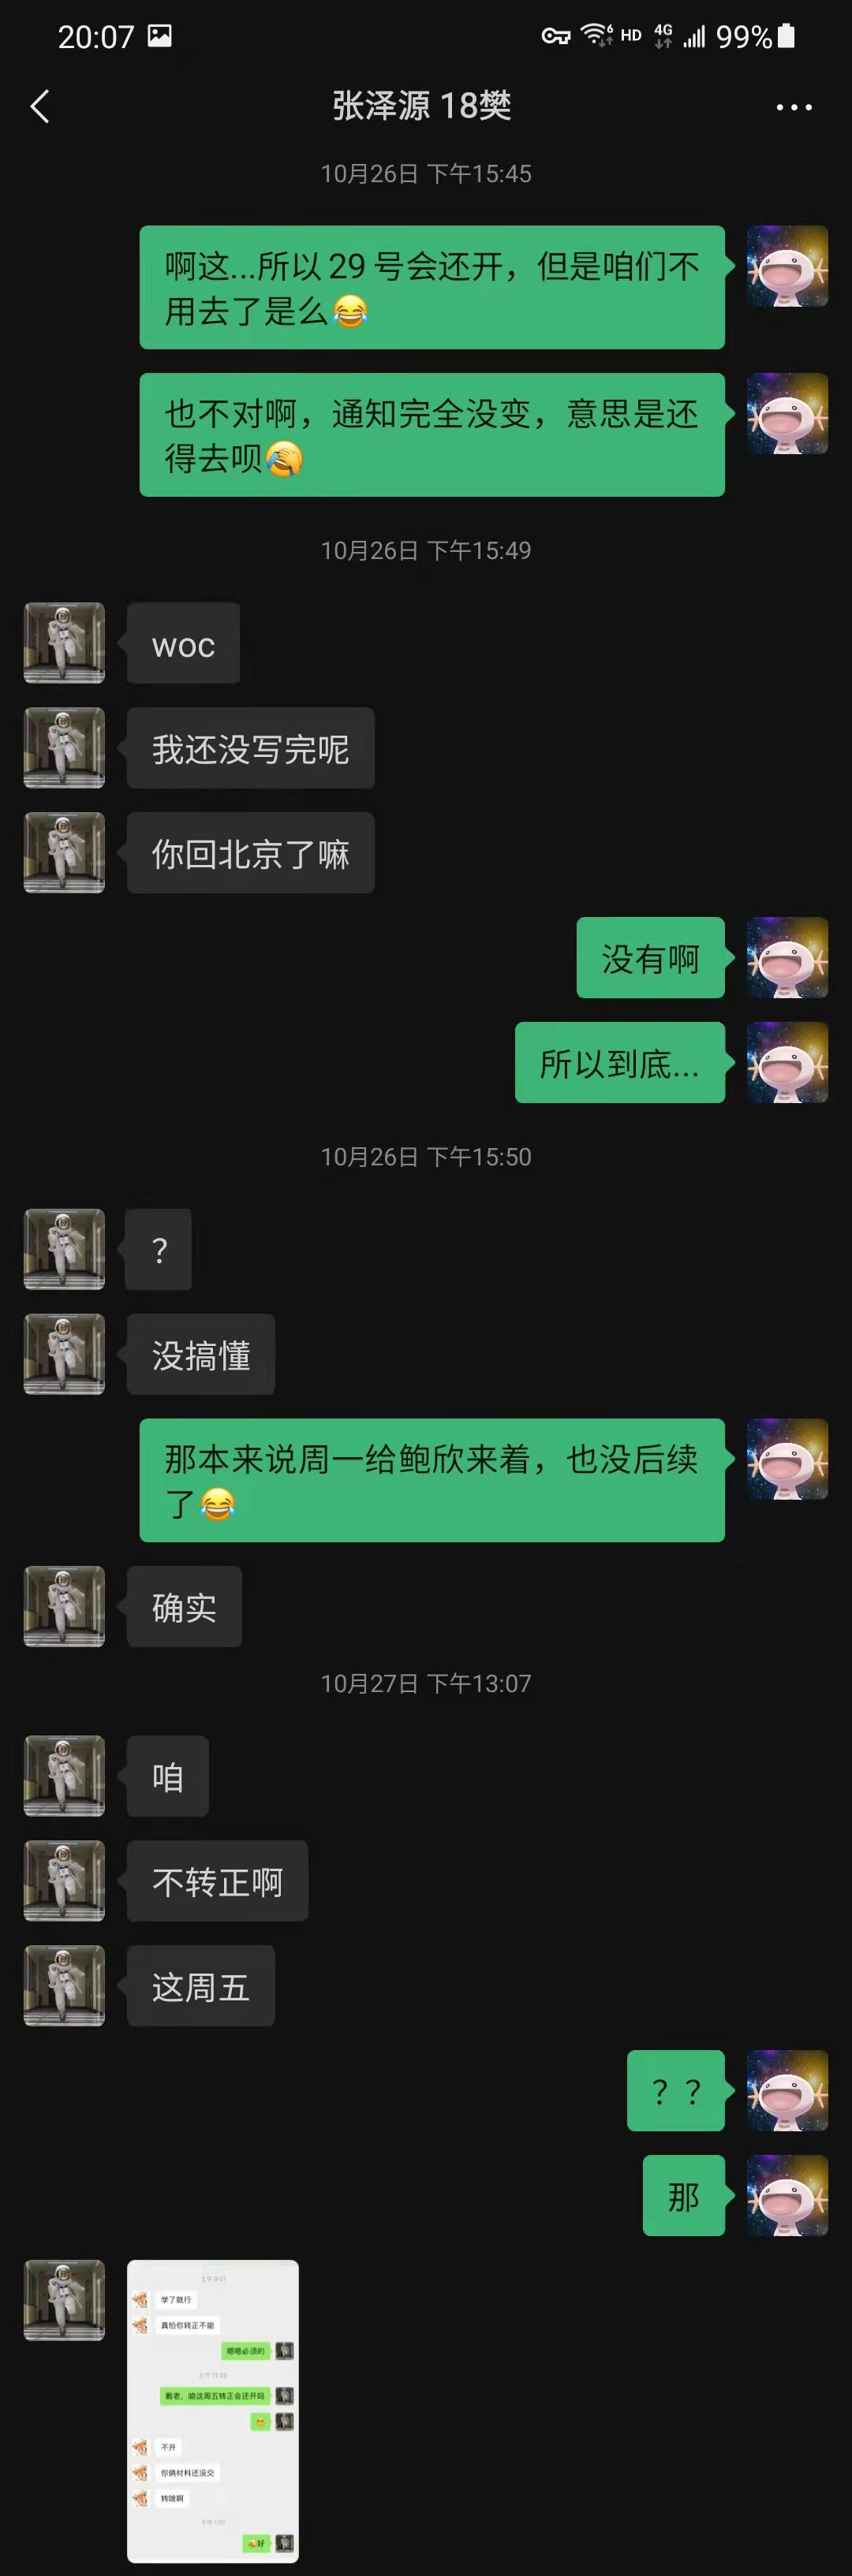 20:07
HD 4G 99%
张泽源 18樊
10月26日 下午15:45
啊这...所以 29 号会还开，但是咱们不
用去了是么😂
也不对啊，通知完全没变，意思是还
得去呗🤣
10月26日 下午15:49
woc
我还没写完呢
你回北京了嘛
没有啊
所以到底...
10月26日 下午15:50
？
没搞懂
那本来说周一给鲍欣来着，也没后续
了😂
确实
10月27日 下午13:07
咱
不转正啊
这周五
？？
那
学了就行
真怕你转正不能
嗯嗯必须的
戴老，咱这周五转正会还开吗
不开
你俩材料还没交
转啥啊
好